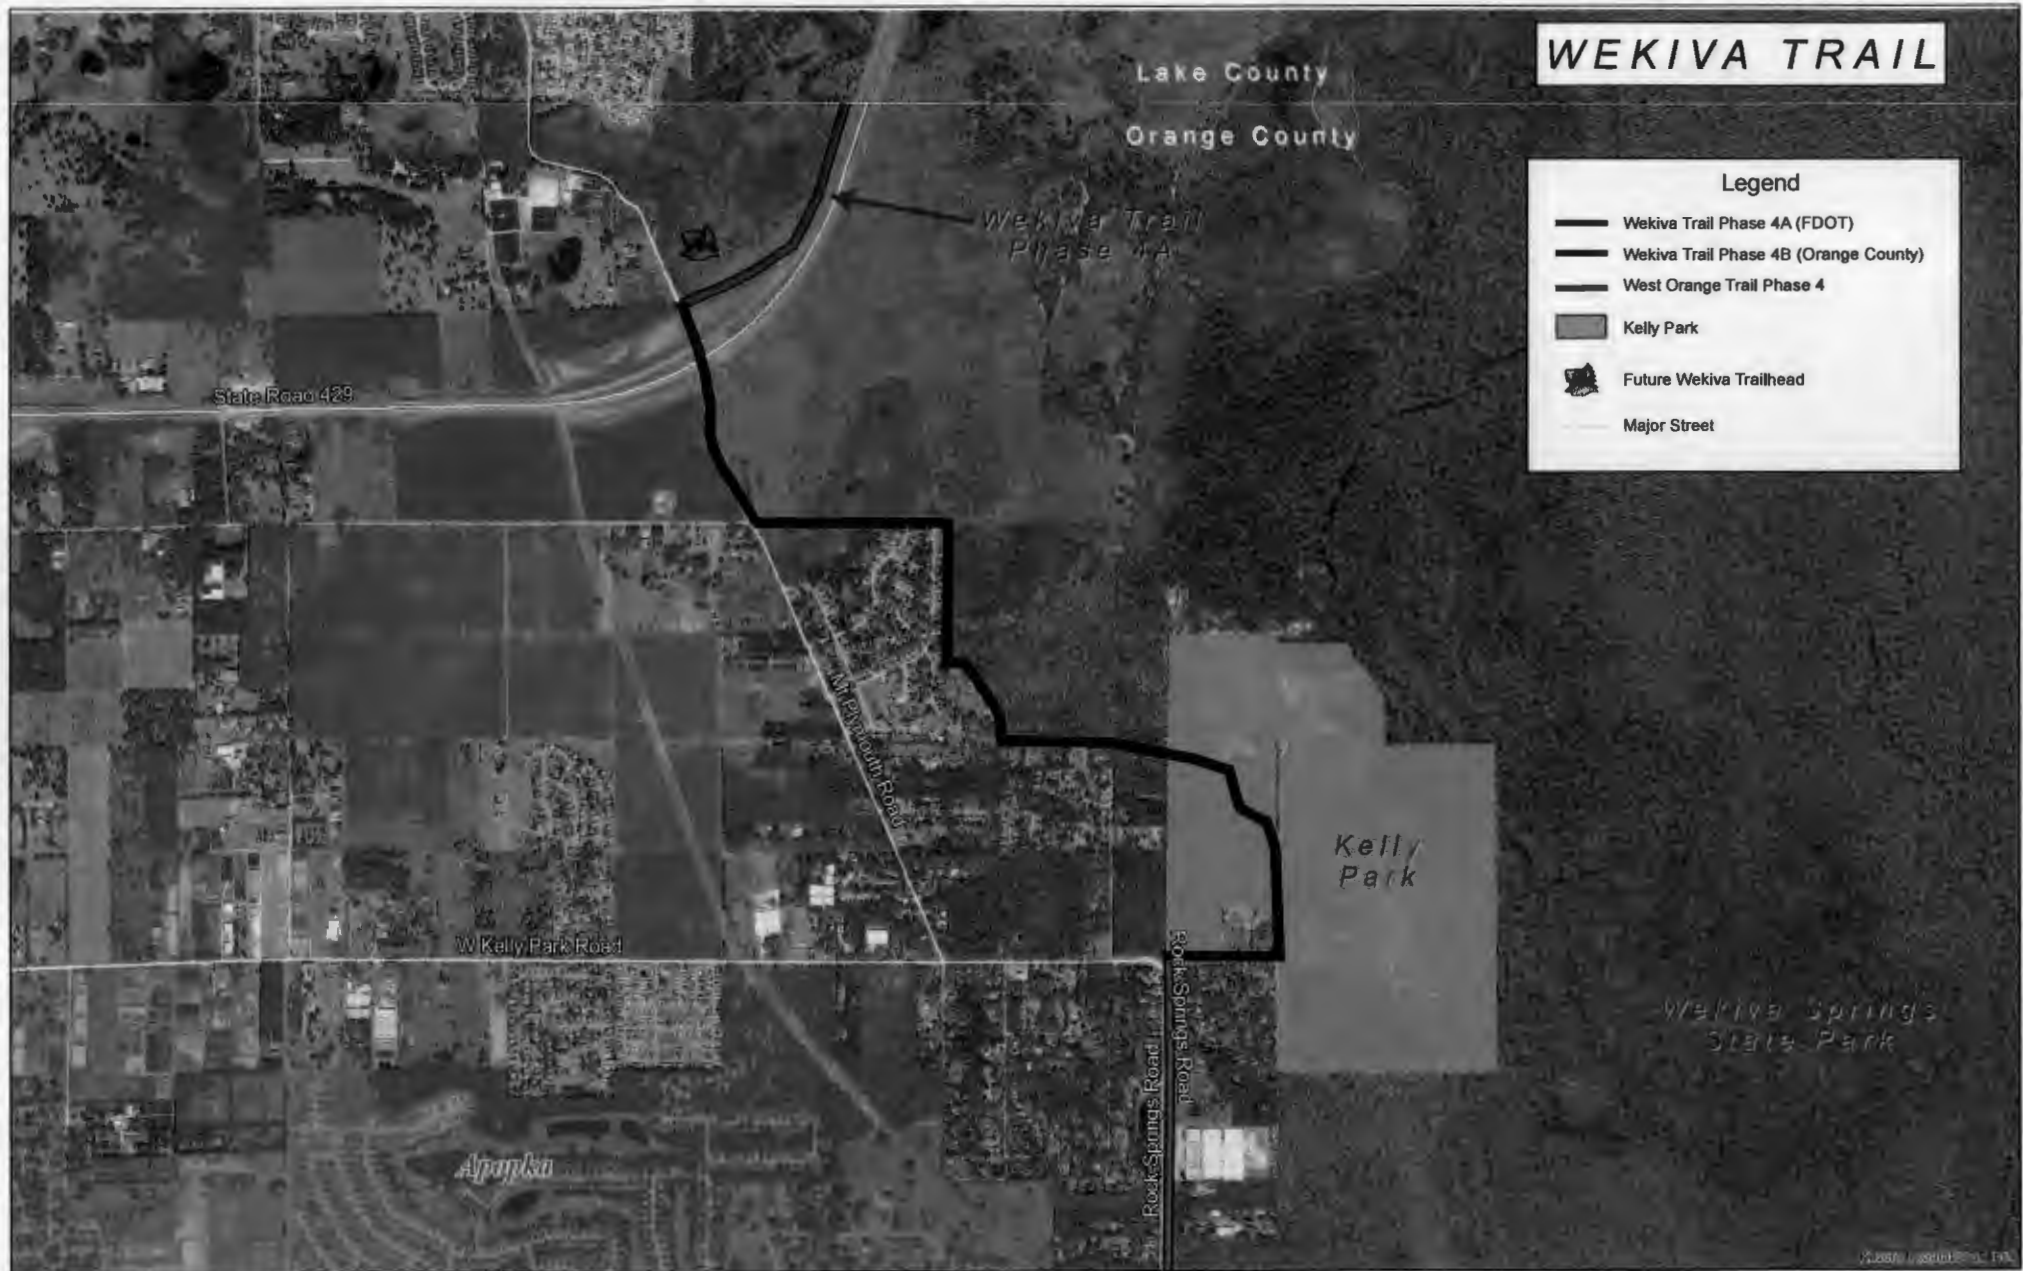 WEKIVA TRAIL
Lake County
Orange County
Legend
Wekiva Trail Phase 4A (FDOT)
Wekiva Trail Phase 4B (Orange County)
West Orange Trail Phase 4
Kelly Park
Future Wekiva Trailhead
Major Street
Wekiva Trail
Phase 4A
State Road 429
Mt Plymouth Road
Kelly
Park
W Kelly Park Road
Rock Springs Road
Rock Springs Road
Wekiva Springs
State Park
Apopka